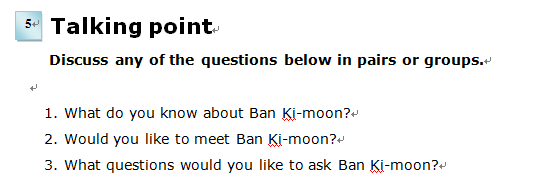 5 Talking point
Discuss any of the questions below in pairs or groups.
1. What do you know about Ban Ki-moon?
2. Would you like to meet Ban Ki-moon?
3. What questions would you like to ask Ban Ki-moon?